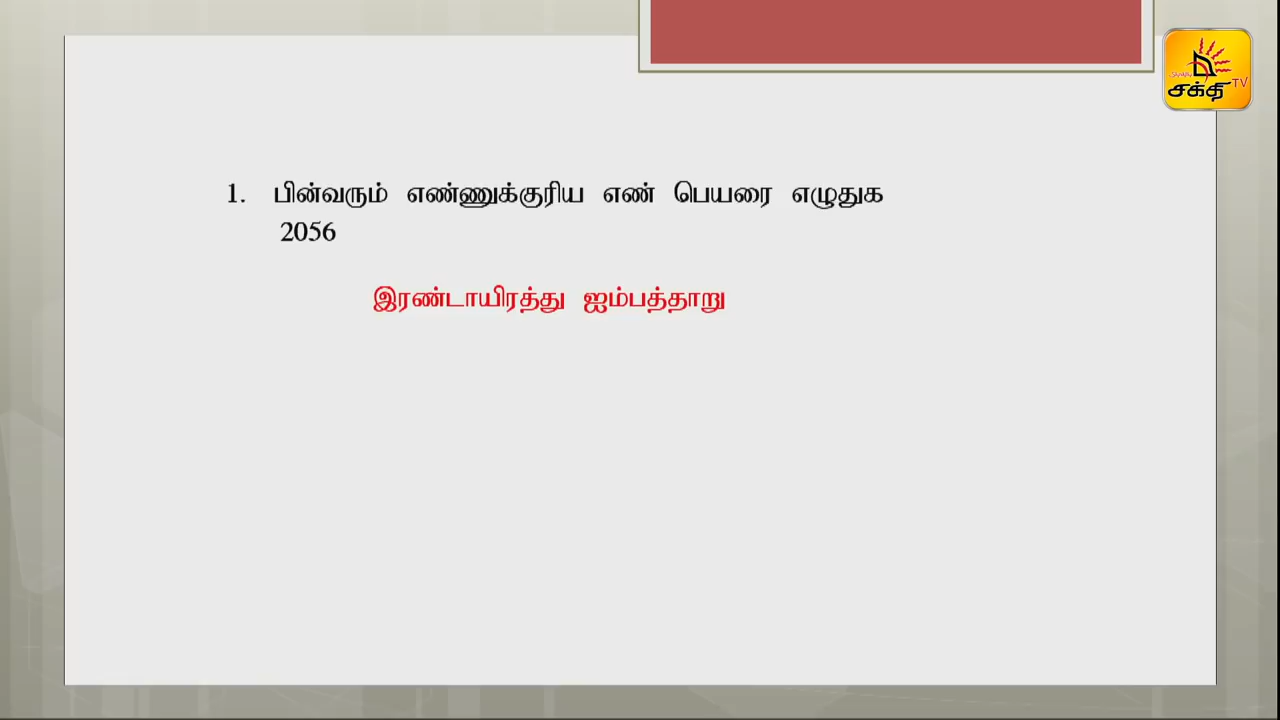 சக்தி TV
1. பின்வரும் எண்ணுக்குரிய எண் பெயரை எழுதுக
2056
இரண்டாயிரத்து ஐம்பத்தாறு